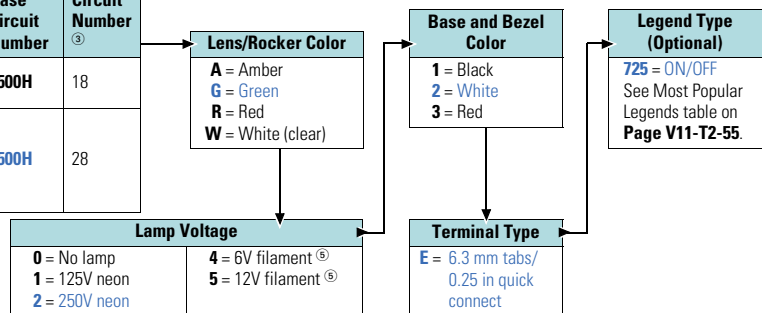 Number
③
18
28
Lens/Rocker Color
A = Amber
G = Green
R = Red
W = White (clear)
Base and Bezel
Color
1 = Black
2 = White
3 = Red
Legend Type
(Optional)
725 = ON/OFF
See Most Popular
Legends table on
Page V11-T2-55.
Lamp Voltage
0 = No lamp
1 = 125V neon
2 = 250V neon
4 = 6V filament ⑤
5 = 12V filament ⑤
Terminal Type
E = 6.3 mm tabs/
0.25 in quick
connect